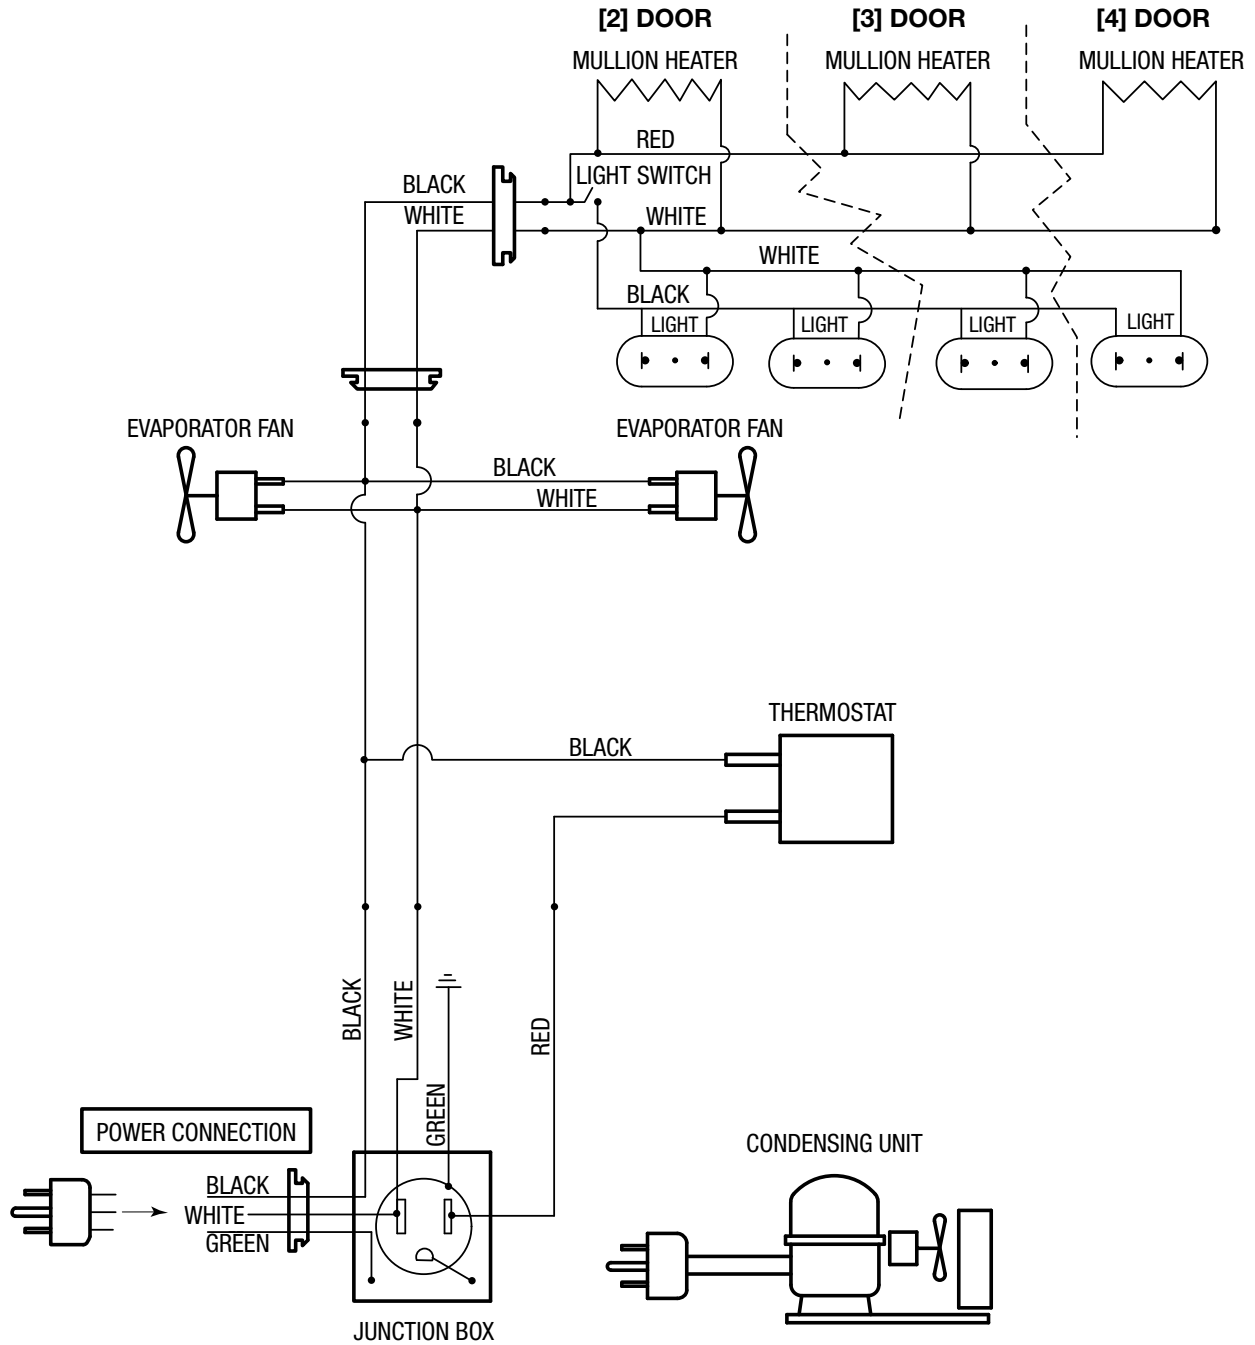 [2] DOOR
[3] DOOR
[4] DOOR
MULLION HEATER
MULLION HEATER
MULLION HEATER
RED
LIGHT SWITCH
BLACK
WHITE
WHITE
WHITE
BLACK
LIGHT
LIGHT
LIGHT
LIGHT
EVAPORATOR FAN
EVAPORATOR FAN
BLACK
WHITE
THERMOSTAT
BLACK
BLACK
WHITE
RED
GREEN
POWER CONNECTION
CONDENSING UNIT
BLACK
WHITE
GREEN
JUNCTION BOX